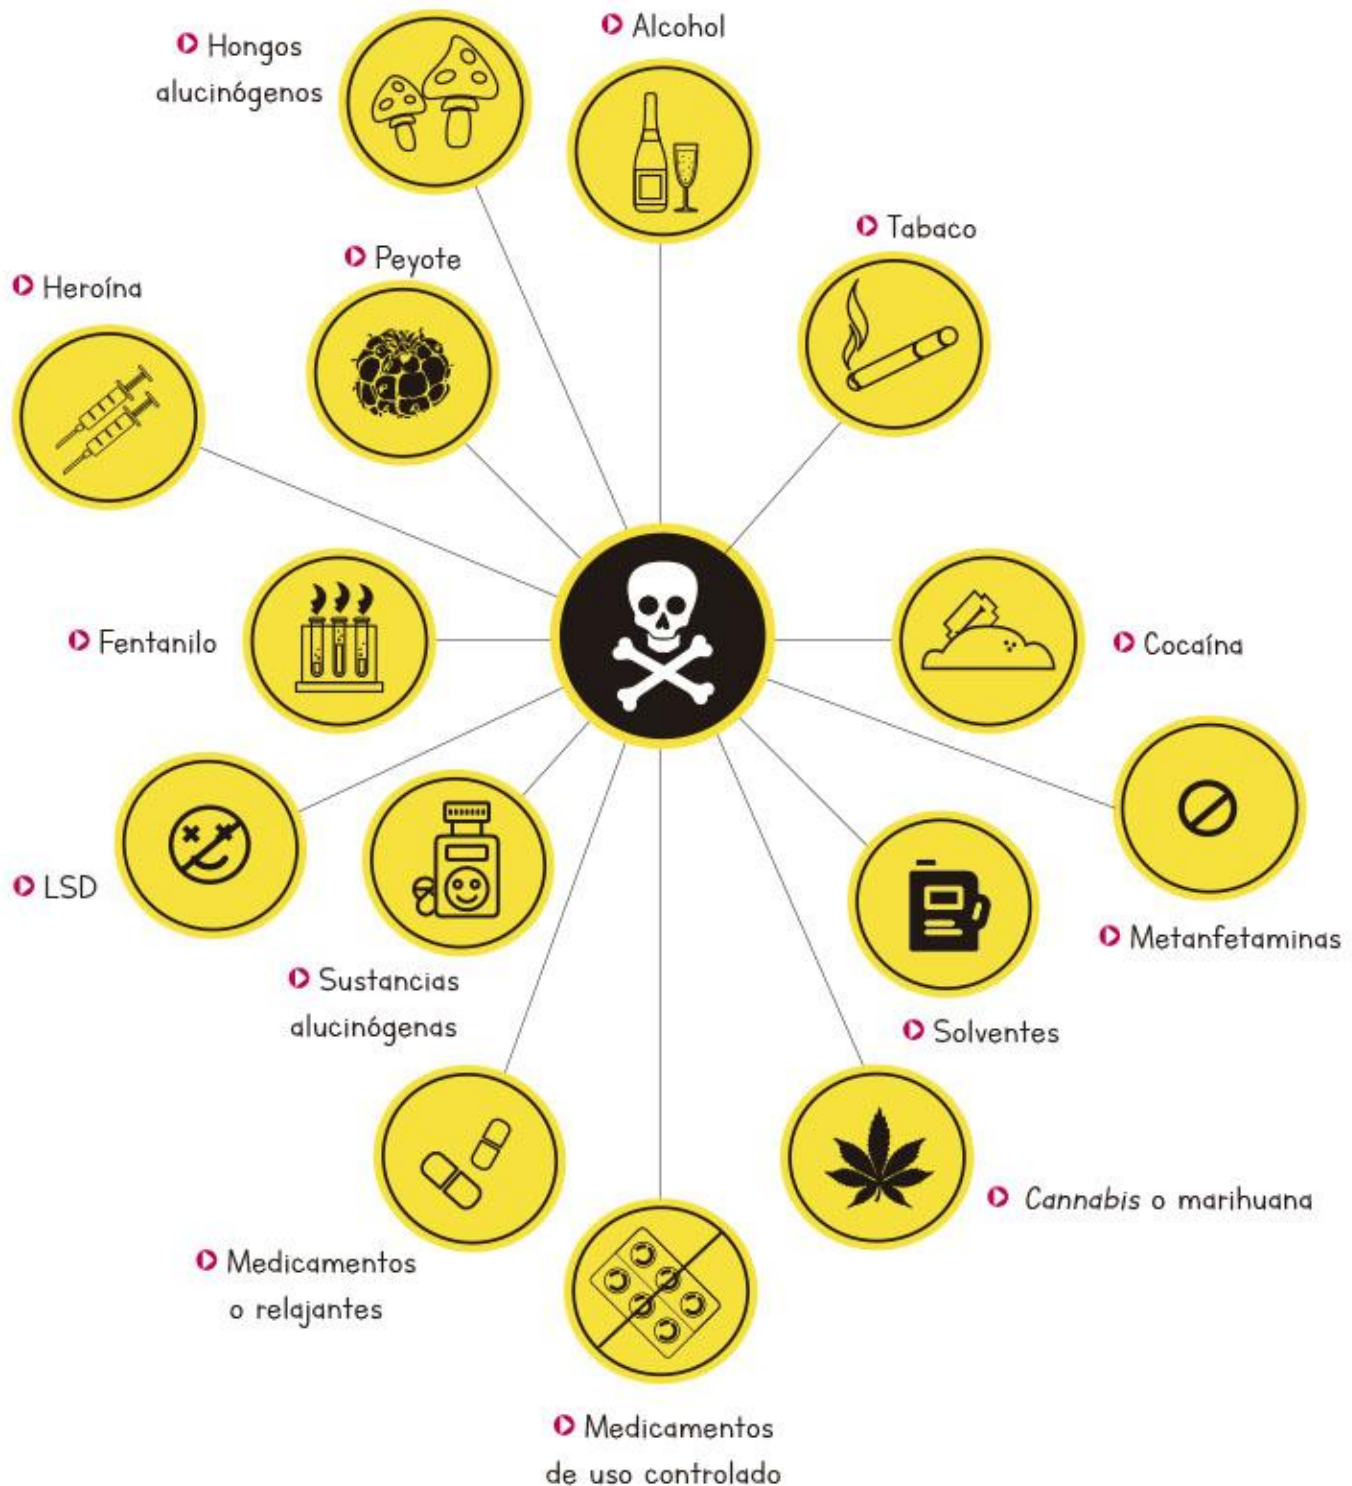 Alcohol
Hongos
alucinógenos
Tabaco
Peyote
Heroína
Fentanilo
Cocaína
LSD
Metanfetaminas
Sustancias
alucinógenas
Solventes
Cannabis o marihuana
Medicamentos
o relajantes
Medicamentos
de uso controlado